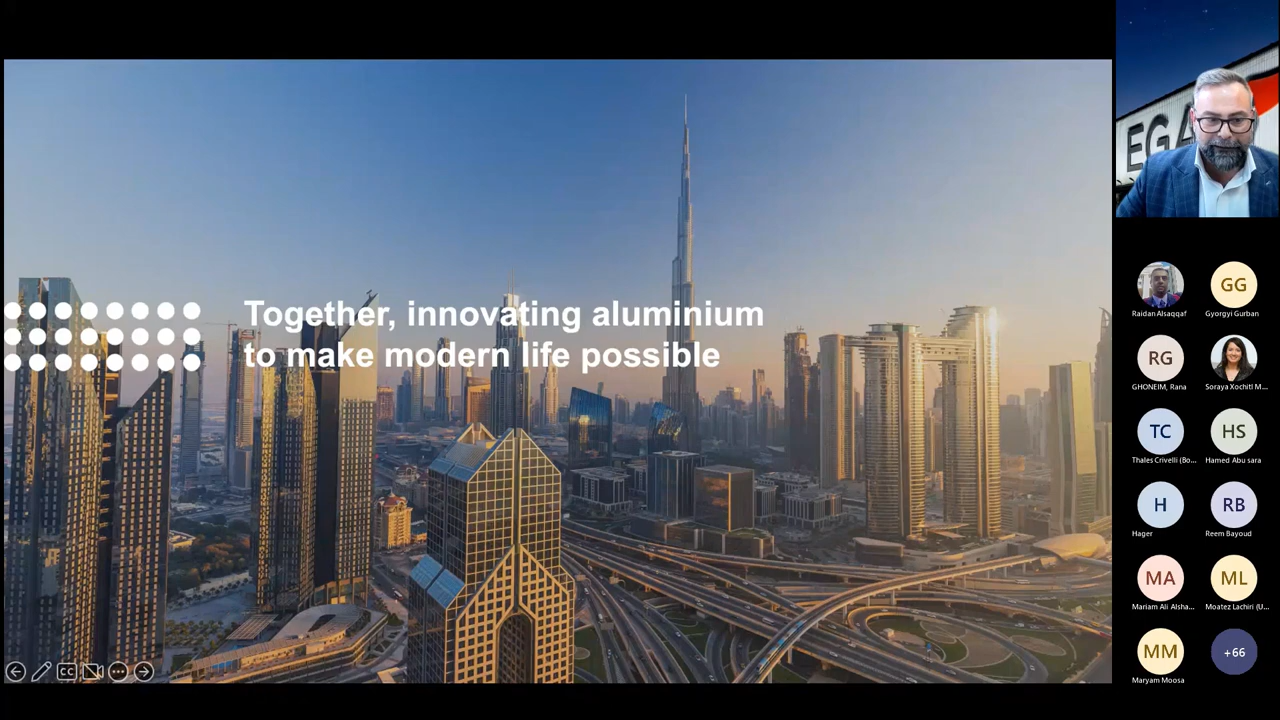 Together, innovating aluminium
to make modern life possible
CC
EGA
Raidan Alsaqqaf
GG
Gyorgyi Gurban
RG
GHONEIM, Rana
Soraya Xochitl M...
TC
Thales Crivelli (Bo...
HS
Hamed Abu sara
H
Hager
RB
Reem Bayoud
MA
Mariam Ali Alsha...
ML
Moatez Lachiri (U...
MM
Maryam Moosa
+66